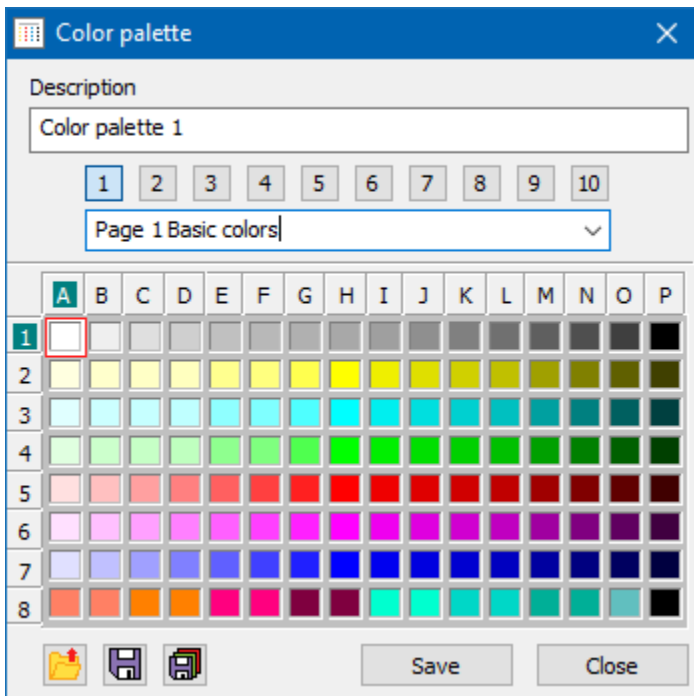 Color palette
Description
Color palette 1
1 2 3 4 5 6 7 8 9 10
Page 1 Basic colors
A B C D E F G H I J K L M N O P
1
2
3
4
5
6
7
8
Save Close